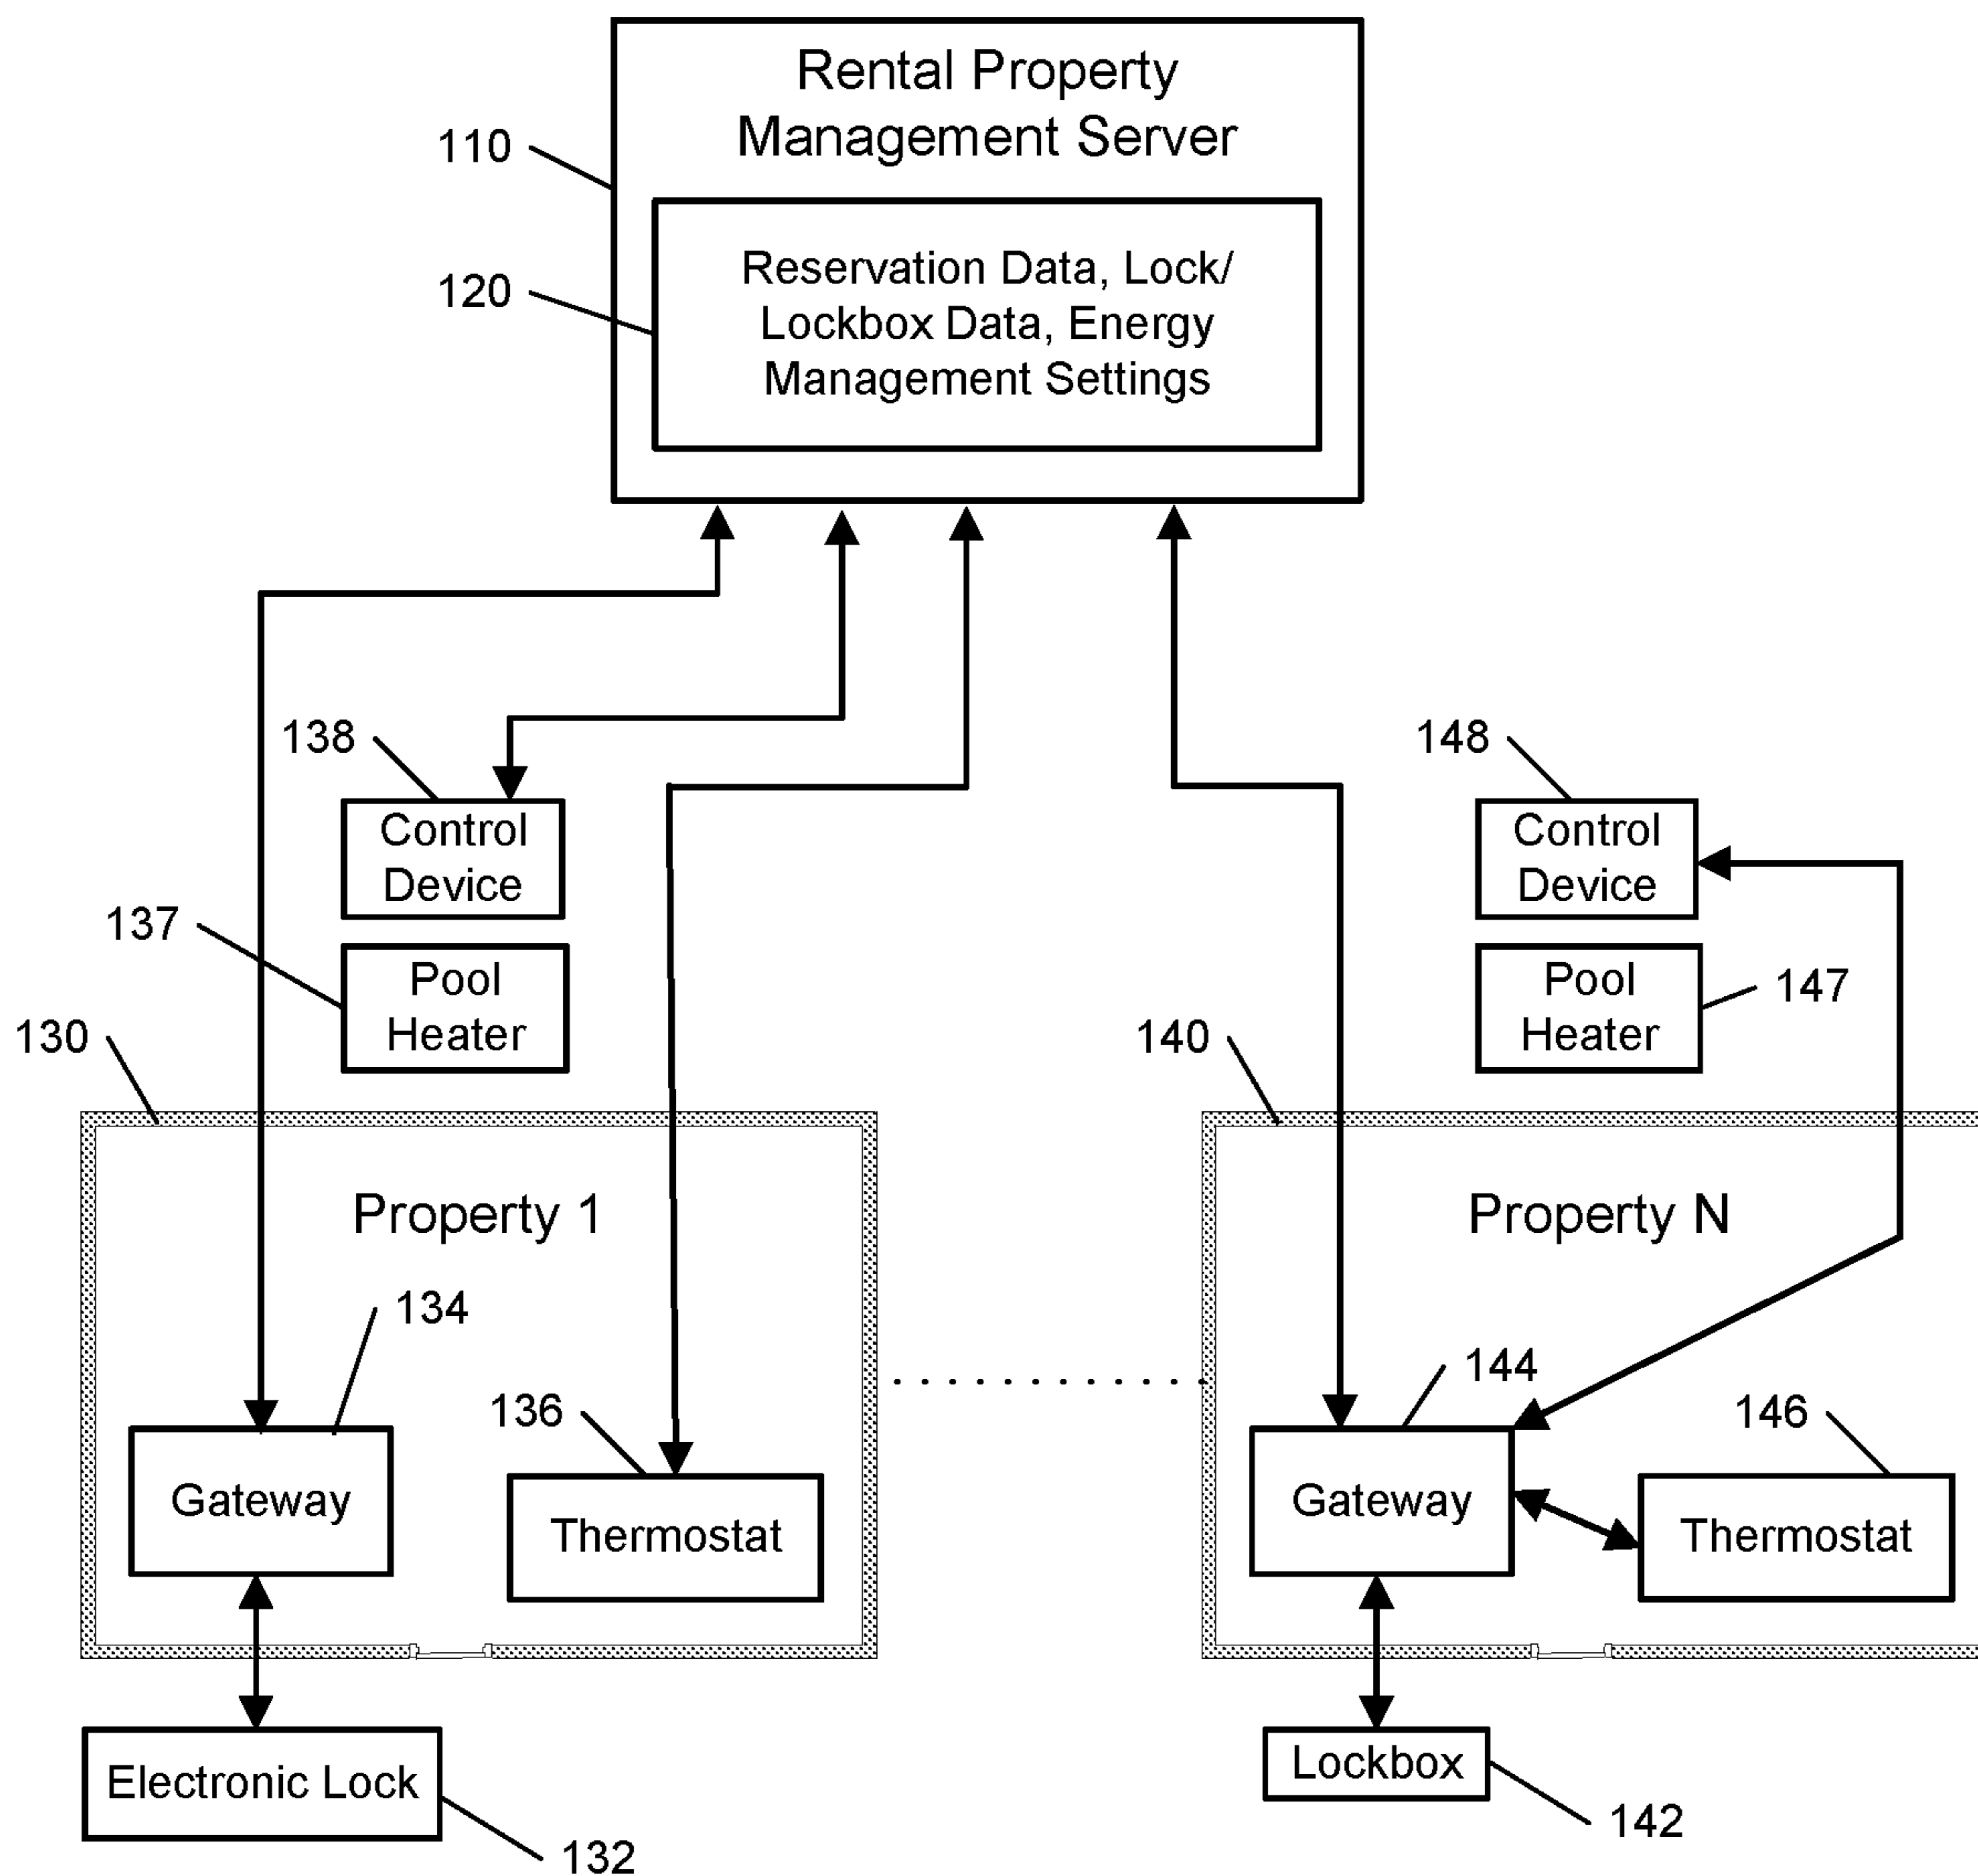 Rental Property
Management Server
110
Reservation Data, Lock/
Lockbox Data, Energy
Management Settings
120
138
Control
Device
148
Control
Device
137
Pool
Heater
Pool
Heater
147
130
140
Property 1
Property N
134
144
136
146
Gateway
Thermostat
Gateway
Thermostat
Electronic Lock
132
Lockbox
142